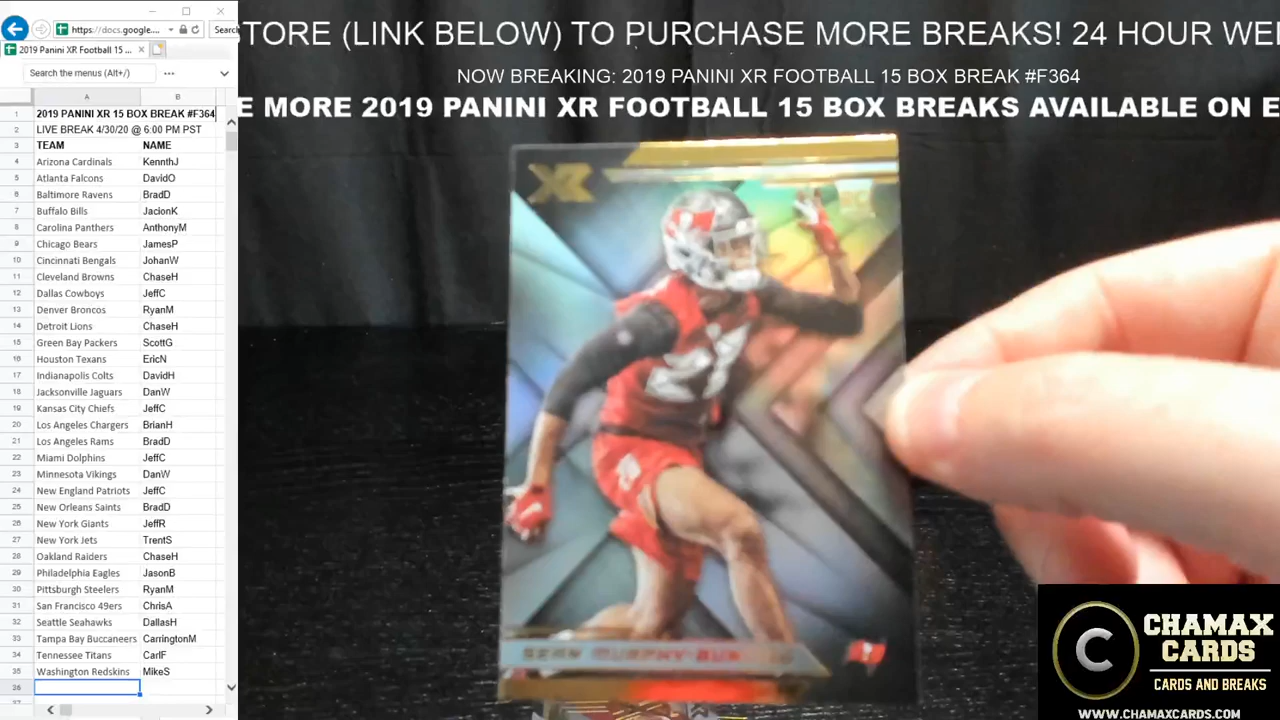 TORE (LINK BELOW) TO PURCHASE MORE BREAKS! 24 HOUR WE
NOW BREAKING: 2019 PANINI XR FOOTBALL 15 BOX BREAK #F364
E MORE 2019 PANINI XR FOOTBALL 15 BOX BREAKS AVAILABLE ON E
https://docs.google.... Search
2019 Panini XR Football 15 ...
Search the menus (Alt+/)
A B
1 2019 PANINI XR 15 BOX BREAK #F364
2 LIVE BREAK 4/30/20 @ 6:00 PM PST
3 TEAM NAME
4 Arizona Cardinals KennthJ
5 Atlanta Falcons DavidO
6 Baltimore Ravens BradD
7 Buffalo Bills JacionK
8 Carolina Panthers AnthonyM
9 Chicago Bears JamesP
10 Cincinnati Bengals JohanW
11 Cleveland Browns ChaseH
12 Dallas Cowboys JeffC
13 Denver Broncos RyanM
14 Detroit Lions ChaseH
15 Green Bay Packers ScottG
16 Houston Texans EricN
17 Indianapolis Colts DavidH
18 Jacksonville Jaguars DanW
19 Kansas City Chiefs JeffC
20 Los Angeles Chargers BrianH
21 Los Angeles Rams BradD
22 Miami Dolphins JeffC
23 Minnesota Vikings DanW
24 New England Patriots JeffC
25 New Orleans Saints BradD
26 New York Giants JeffR
27 New York Jets TrentS
28 Oakland Raiders ChaseH
29 Philadelphia Eagles JasonB
30 Pittsburgh Steelers RyanM
31 San Francisco 49ers ChrisA
32 Seattle Seahawks DallasH
33 Tampa Bay Buccaneers CarringtonM
34 Tennessee Titans CarlF
35 Washington Redskins MikeS
36
XR
SEAN MURPHY-BUNTING
C
CHAMAX
CARDS
CARDS AND BREAKS
WWW.CHAMAXCARDS.COM